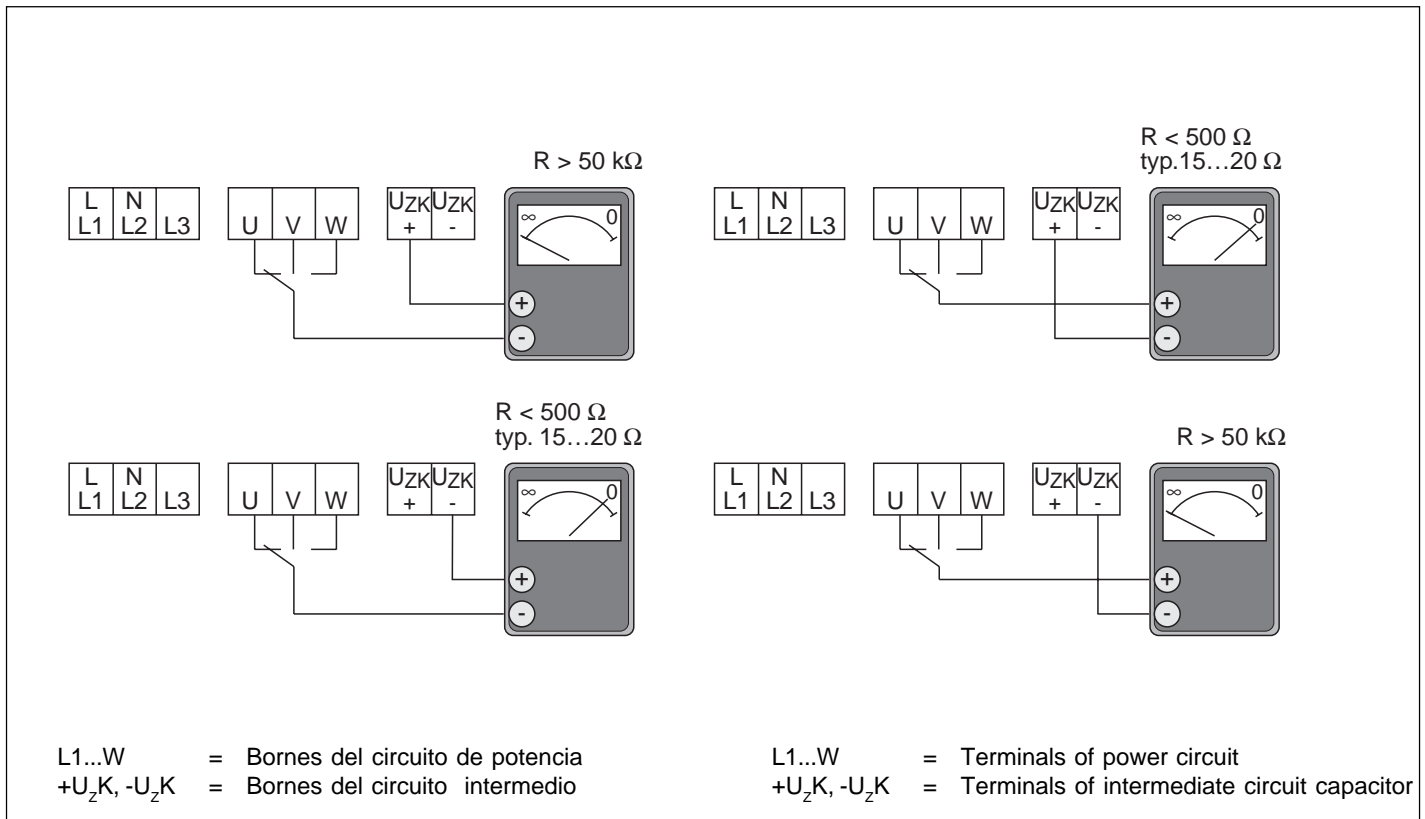 R > 50 kΩ
L N UZK UZK
L1 L2 L3 U V W + -
∞ 0
+
-
R < 500 Ω
typ.15…20 Ω
L N UZK UZK
L1 L2 L3 U V W + -
∞ 0
+
-
R < 500 Ω
typ. 15…20 Ω
L N UZK UZK
L1 L2 L3 U V W + -
∞ 0
+
-
R > 50 kΩ
L N UZK UZK
L1 L2 L3 U V W + -
∞ 0
+
-
L1...W = Bornes del circuito de potencia
+UZK, -UZK = Bornes del circuito intermedio
L1...W = Terminals of power circuit
+UZK, -UZK = Terminals of intermediate circuit capacitor